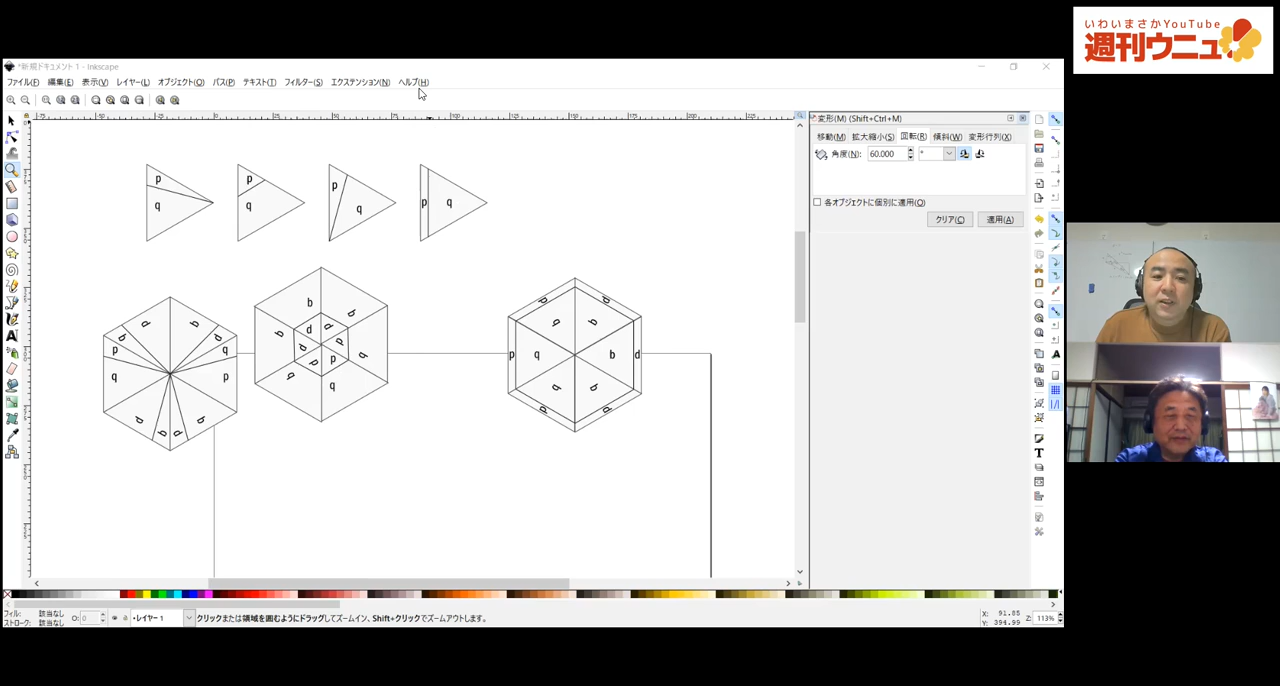 いわいまさかYouTube
週刊ウニュ
*新規ドキュメント 1 - Inkscape
ファイル(F) 編集(E) 表示(V) レイヤー(L) オブジェクト(O) パス(P) テキスト(T) フィルター(S) エクステンション(N) ヘルプ(H)
変形(M) (Shift+Ctrl+M)
移動(M) 拡大縮小(S) 回転(R) 傾斜(W) 変形行列(X)
角度(N): 60.000 °
各オブジェクトに個別に適用(O)
クリア(C) 適用(A)
p p p p
q q q q
b d q p
p q b d
フィル: 該当なし
ストローク: 該当なし
O: 0
•レイヤー 1
クリックまたは領域を囲むようにドラッグしてズームイン、Shift+クリックでズームアウトします。
X: 91.85
Y: 394.99
Z: 113%